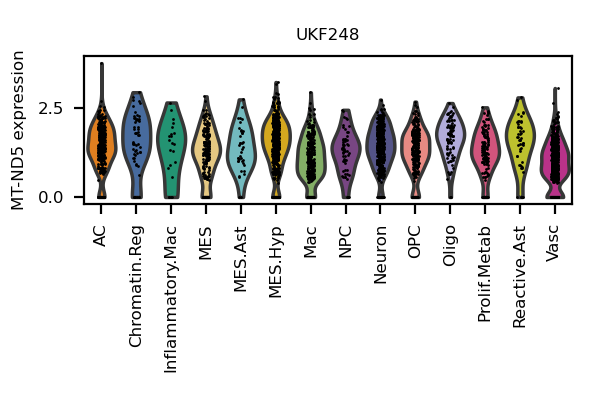 UKF248
MT-ND5 expression
2.5
0.0
AC
Chromatin.Reg
Inflammatory.Mac
MES
MES.Ast
MES.Hyp
Mac
NPC
Neuron
OPC
Oligo
Prolif.Metab
Reactive.Ast
Vasc